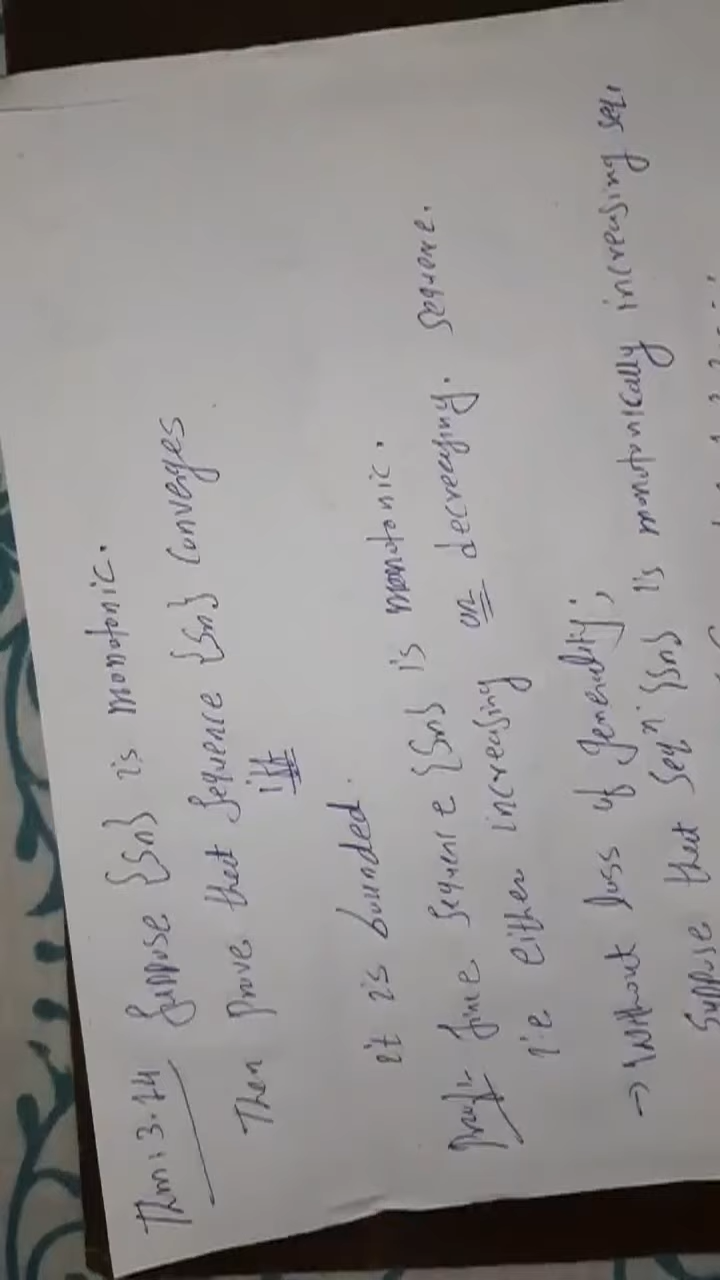 Thm: 3.14 Suppose {Sn} is monotonic.
Then prove that sequence {Sn} converges
iff
it is bounded.
Proof:- Since sequence {Sn} is monotonic.
i.e either increasing or decreasing. sequence.
→ Without loss of generality;
Suppose that seqⁿ {Sn} is monotonically increasing seq.